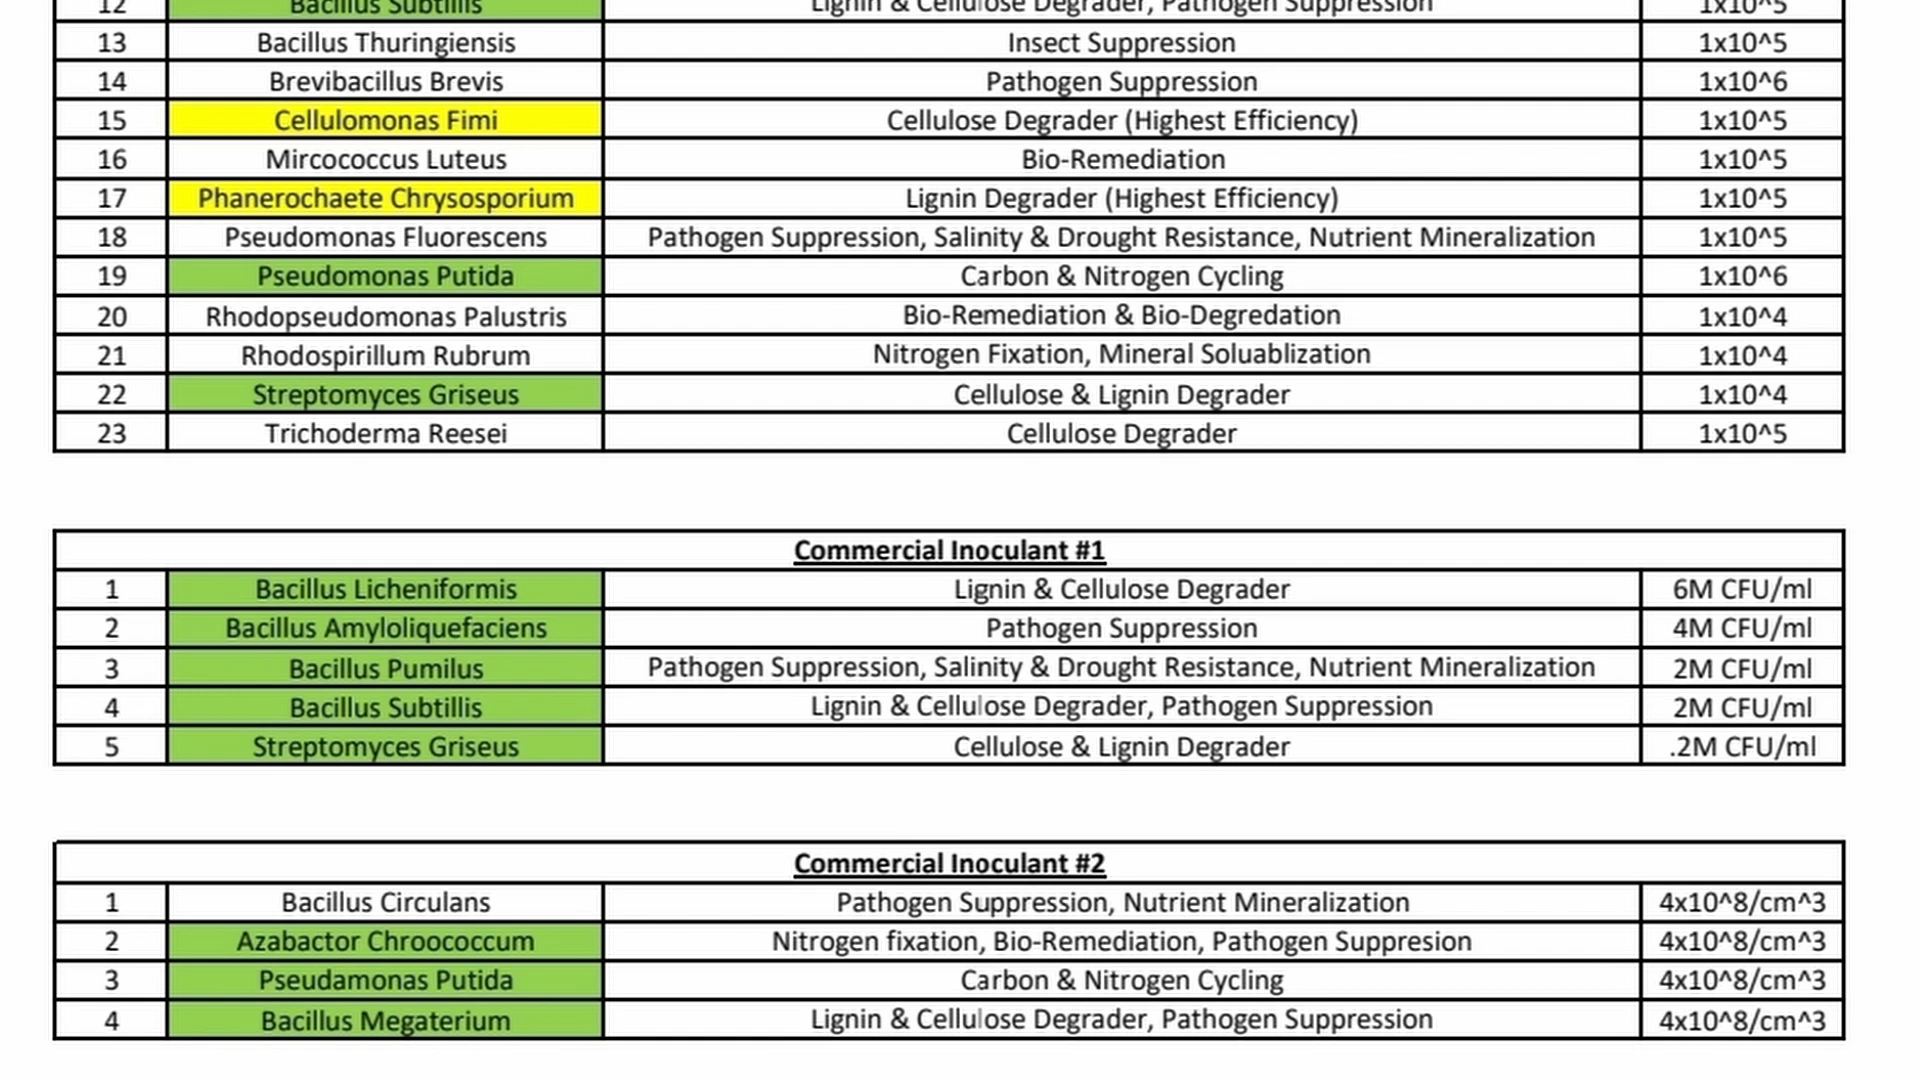 12 Bacillus Subtillis Lignin & Cellulose Degrader, Pathogen Suppression 1x10^5
13 Bacillus Thuringiensis Insect Suppression 1x10^5
14 Brevibacillus Brevis Pathogen Suppression 1x10^6
15 Cellulomonas Fimi Cellulose Degrader (Highest Efficiency) 1x10^5
16 Mircococcus Luteus Bio-Remediation 1x10^5
17 Phanerochaete Chrysosporium Lignin Degrader (Highest Efficiency) 1x10^5
18 Pseudomonas Fluorescens Pathogen Suppression, Salinity & Drought Resistance, Nutrient Mineralization 1x10^5
19 Pseudomonas Putida Carbon & Nitrogen Cycling 1x10^6
20 Rhodopseudomonas Palustris Bio-Remediation & Bio-Degredation 1x10^4
21 Rhodospirillum Rubrum Nitrogen Fixation, Mineral Soluablization 1x10^4
22 Streptomyces Griseus Cellulose & Lignin Degrader 1x10^4
23 Trichoderma Reesei Cellulose Degrader 1x10^5
Commercial Inoculant #1
1 Bacillus Licheniformis Lignin & Cellulose Degrader 6M CFU/ml
2 Bacillus Amyloliquefaciens Pathogen Suppression 4M CFU/ml
3 Bacillus Pumilus Pathogen Suppression, Salinity & Drought Resistance, Nutrient Mineralization 2M CFU/ml
4 Bacillus Subtillis Lignin & Cellulose Degrader, Pathogen Suppression 2M CFU/ml
5 Streptomyces Griseus Cellulose & Lignin Degrader .2M CFU/ml
Commercial Inoculant #2
1 Bacillus Circulans Pathogen Suppression, Nutrient Mineralization 4x10^8/cm^3
2 Azabactor Chroococcum Nitrogen fixation, Bio-Remediation, Pathogen Suppresion 4x10^8/cm^3
3 Pseudamonas Putida Carbon & Nitrogen Cycling 4x10^8/cm^3
4 Bacillus Megaterium Lignin & Cellulose Degrader, Pathogen Suppression 4x10^8/cm^3